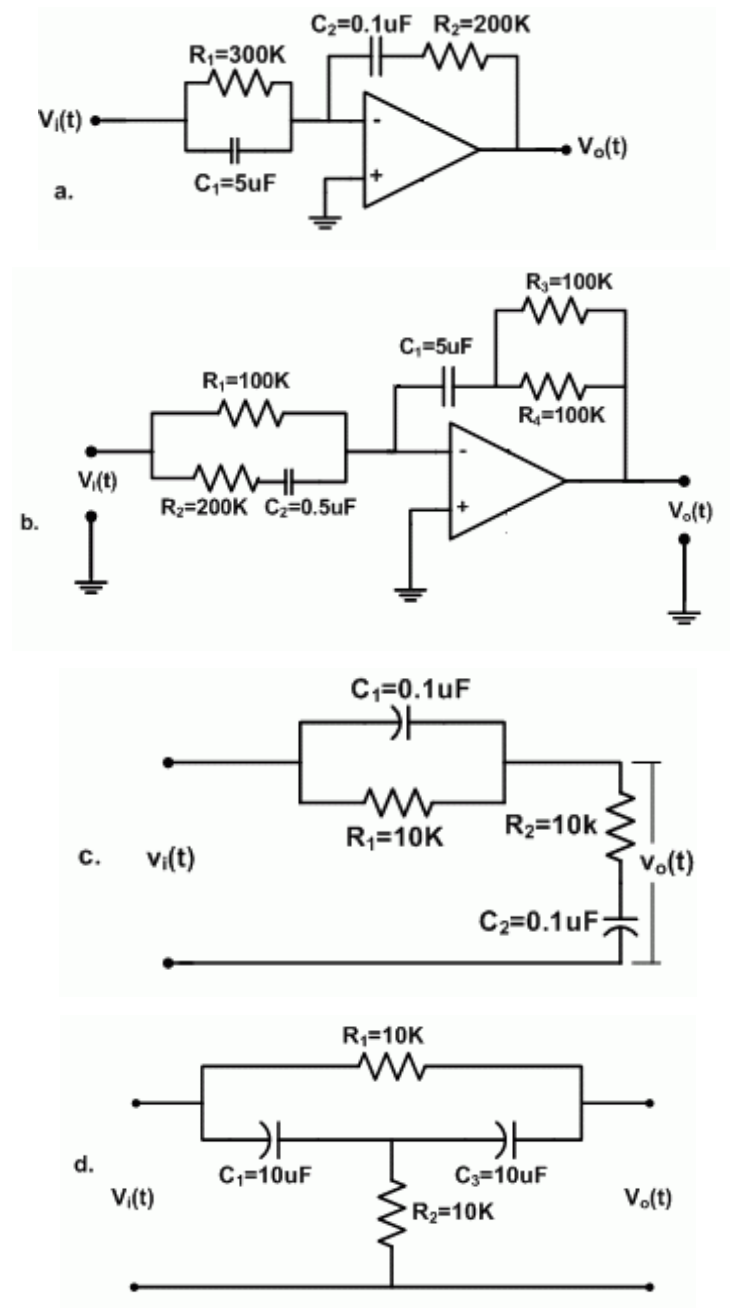 C₂=0.1uF R₂=200K
R₁=300K
Vᵢ(t)
Vₒ(t)
C₁=5uF
a.
R₃=100K
C₁=5uF
R₁=100K
R₄=100K
Vᵢ(t)
R₂=200K C₂=0.5uF
Vₒ(t)
b.
C₁=0.1uF
R₁=10K
R₂=10k
c. vᵢ(t)
vₒ(t)
C₂=0.1uF
R₁=10K
d.
C₁=10uF
C₃=10uF
Vᵢ(t)
R₂=10K
Vₒ(t)